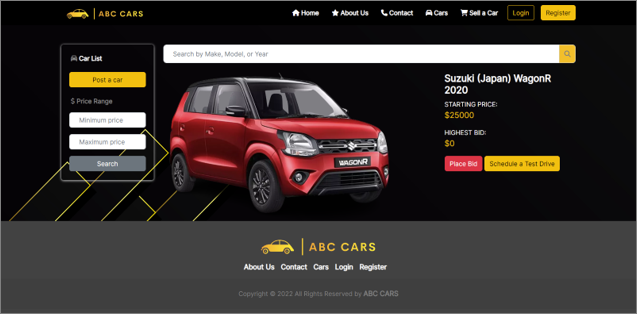 ABC CARS
Home About Us Contact Cars Sell a Car Login Register
Car List
Post a car
$ Price Range
Minimum price
Maximum price
Search
Search by Make, Model, or Year
WAGONR
Suzuki (Japan) WagonR
2020
STARTING PRICE:
$25000
HIGHEST BID:
$0
Place Bid Schedule a Test Drive
ABC CARS
About Us Contact Cars Login Register
Copyright © 2022 All Rights Reserved by ABC CARS